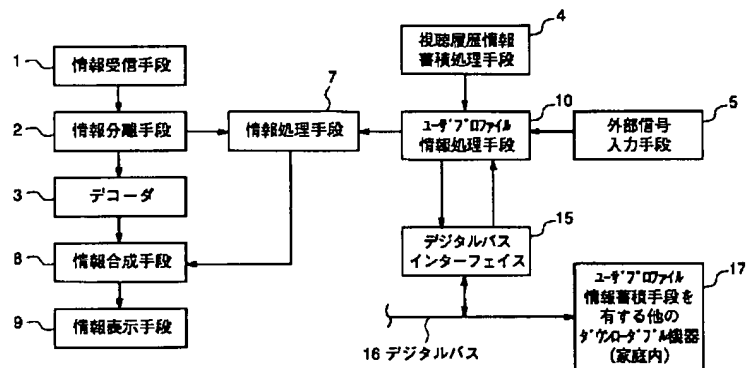 1
情報受信手段
2
情報分離手段
3
デコーダ
8
情報合成手段
9
情報表示手段
7
情報処理手段
4
視聴履歴情報
蓄積処理手段
10
ユーザプロファイル
情報処理手段
5
外部信号
入力手段
15
デジタルバス
インターフェイス
16 デジタルバス
17
ユーザプロファイル
情報蓄積手段を
有する他の
ダウンローダブル機器
(家庭内)